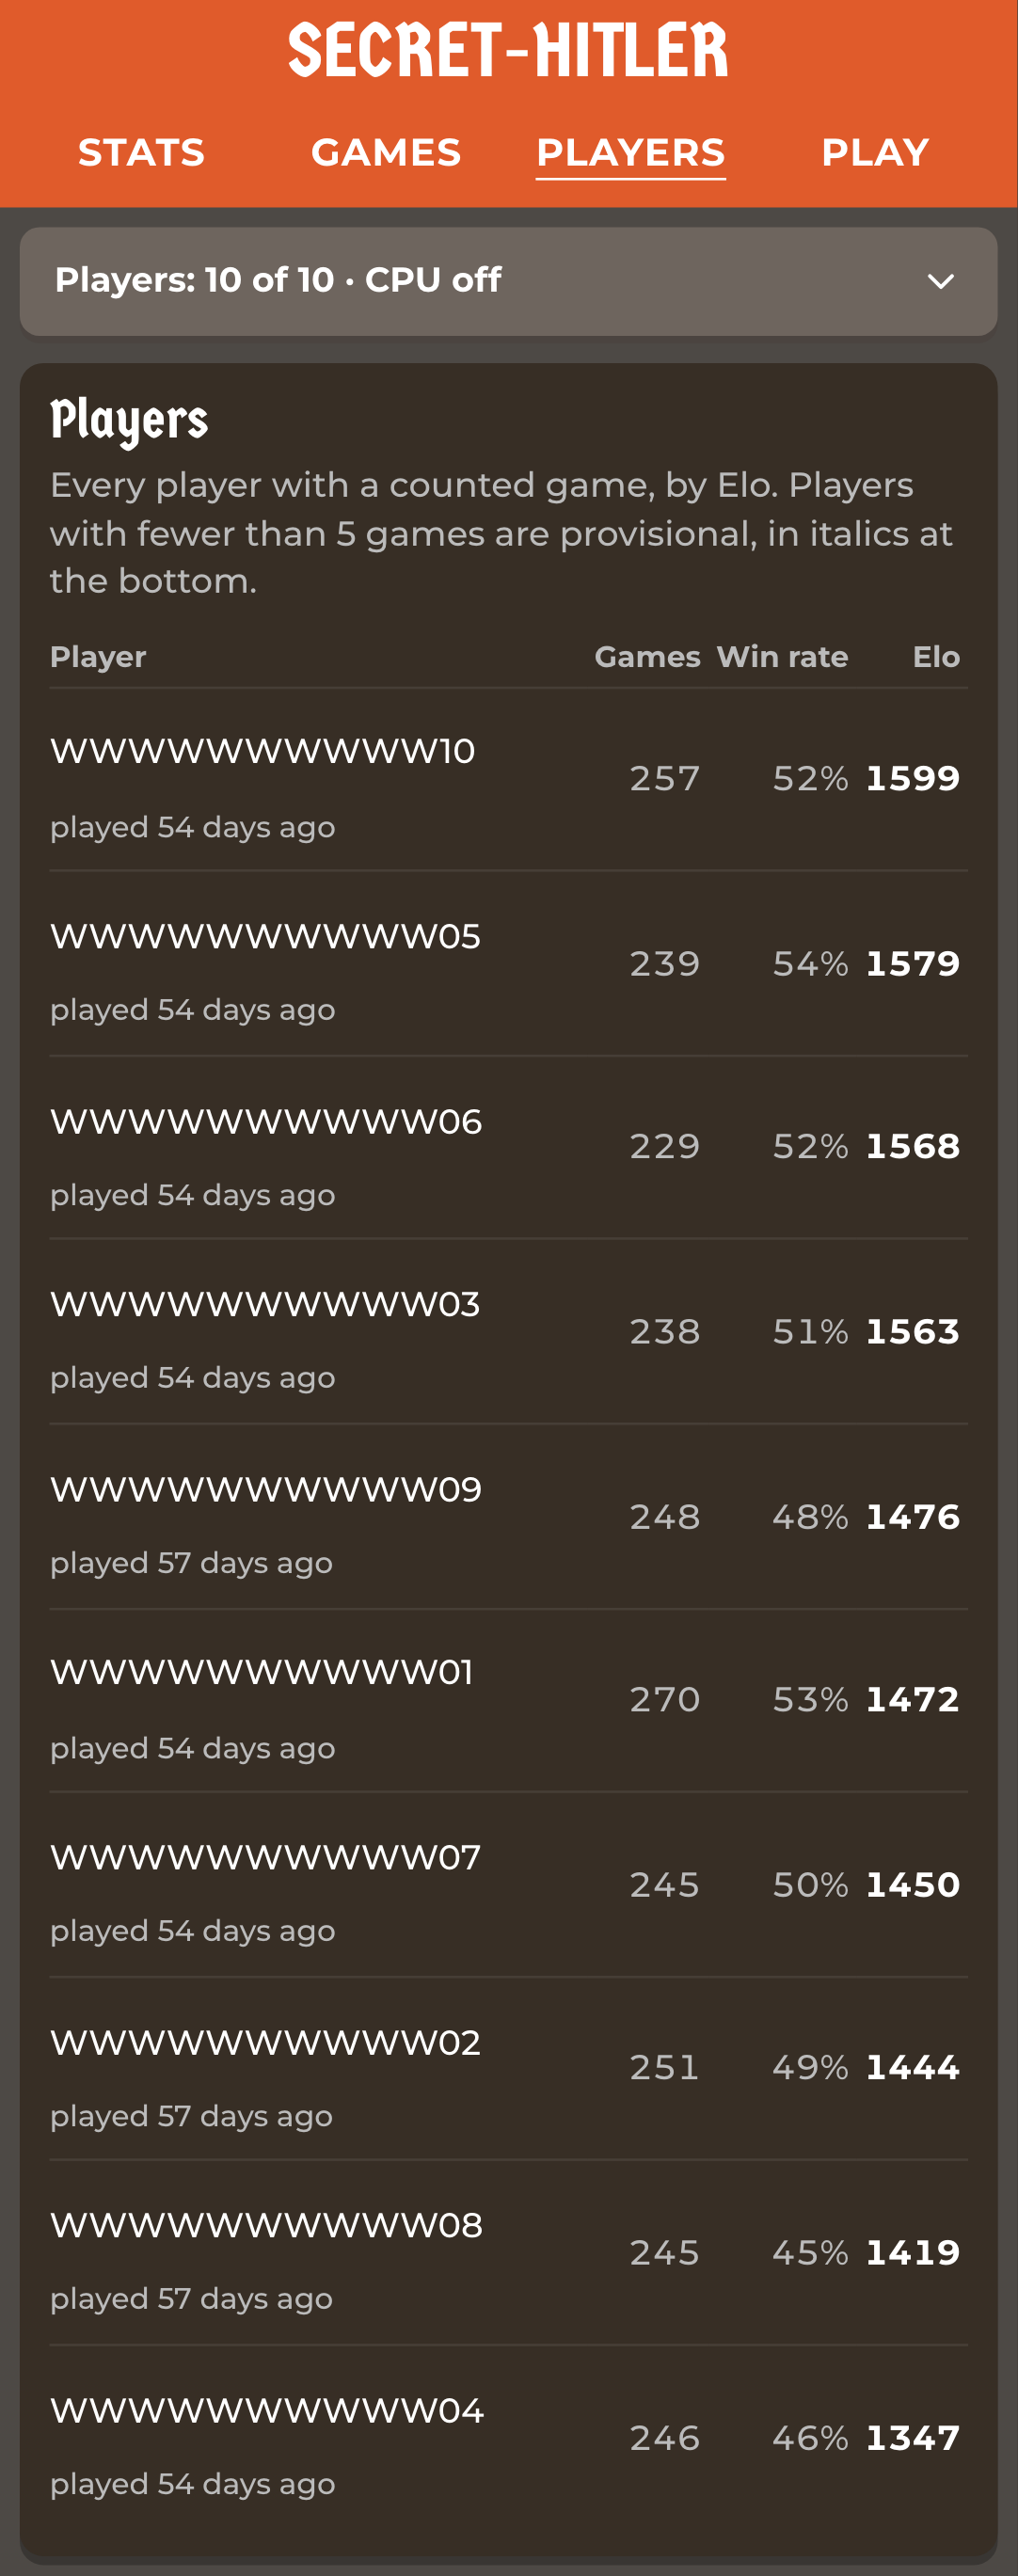 SECRET-HITLER
STATS GAMES PLAYERS PLAY
Players: 10 of 10 · CPU off
Players
Every player with a counted game, by Elo. Players
with fewer than 5 games are provisional, in italics at
the bottom.
Player Games Win rate Elo
WWWWWWWWWW10
257 52% 1599
played 54 days ago
WWWWWWWWWW05
239 54% 1579
played 54 days ago
WWWWWWWWWW06
229 52% 1568
played 54 days ago
WWWWWWWWWW03
238 51% 1563
played 54 days ago
WWWWWWWWWW09
248 48% 1476
played 57 days ago
WWWWWWWWWW01
270 53% 1472
played 54 days ago
WWWWWWWWWW07
245 50% 1450
played 54 days ago
WWWWWWWWWW02
251 49% 1444
played 57 days ago
WWWWWWWWWW08
245 45% 1419
played 57 days ago
WWWWWWWWWW04
246 46% 1347
played 54 days ago